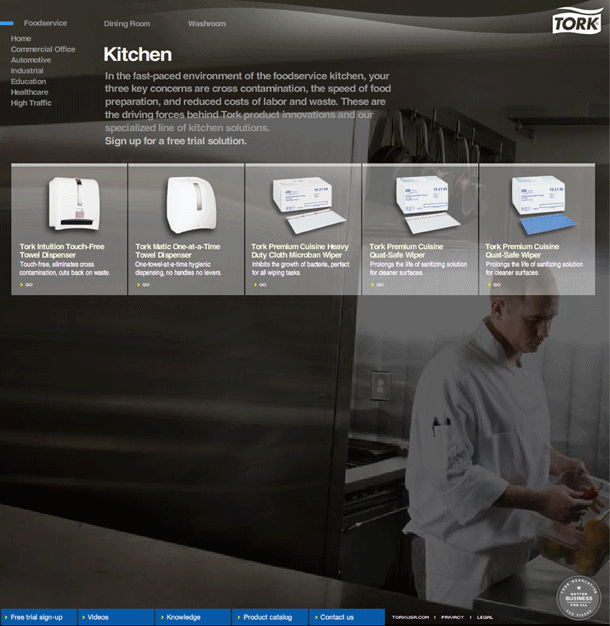 Foodservice
Dining Room
Washroom
TORK
Home
Commercial Office
Automotive
Industrial
Education
Healthcare
High Traffic
Kitchen
In the fast-paced environment of the foodservice kitchen, your
three key concerns are cross contamination, the speed of food
preparation, and reduced costs of labor and waste. These are
the driving forces behind Tork product innovations and our
specialized line of kitchen solutions.
Sign up for a free trial solution.
Tork Intuition Touch-Free
Towel Dispenser
Touch-free, eliminates cross
contamination, cuts back on waste.
GO
Tork Matic One-at-a-Time
Towel Dispenser
One-towel-at-a-time hygienic
dispensing, no handles no levers.
GO
Tork Premium Cuisine Heavy
Duty Cloth Microban Wiper
Inhibits the growth of bacteria, perfect
for all wiping tasks.
GO
Tork Premium Cuisine
Quat-Safe Wiper
Prolongs the life of sanitizing solution
for cleaner surfaces.
GO
Tork Premium Cuisine
Quat-Safe Wiper
Prolongs the life of sanitizing solution
for cleaner surfaces.
GO
BETTER
BUSINESS
FOR ALL
Free trial sign-up
Videos
Knowledge
Product catalog
Contact us
TORKUSA.COM | PRIVACY | LEGAL